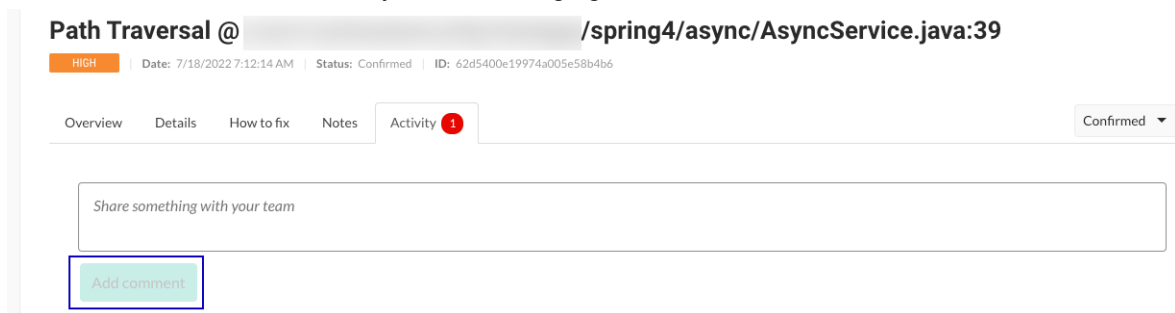 Path Traversal @ /spring4/async/AsyncService.java:39
HIGH | Date: 7/18/2022 7:12:14 AM | Status: Confirmed | ID: 62d5400e19974a005e58b4b6
Overview Details How to fix Notes Activity 1 Confirmed
Share something with your team
Add comment